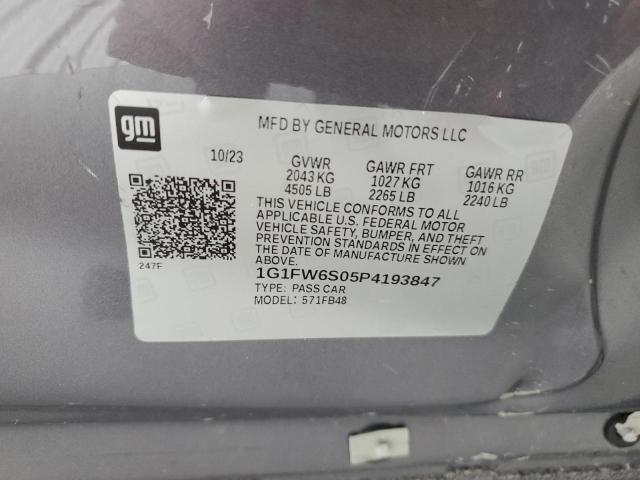 gm
MFD BY GENERAL MOTORS LLC
10/23 GVWR GAWR FRT GAWR RR
2043 KG 1027 KG 1016 KG
4505 LB 2265 LB 2240 LB
THIS VEHICLE CONFORMS TO ALL
APPLICABLE U.S. FEDERAL MOTOR
VEHICLE SAFETY, BUMPER, AND THEFT
PREVENTION STANDARDS IN EFFECT ON
THE DATE OF MANUFACTURE SHOWN
ABOVE.
247F
1G1FW6S05P4193847
TYPE: PASS CAR
MODEL: 571FB48